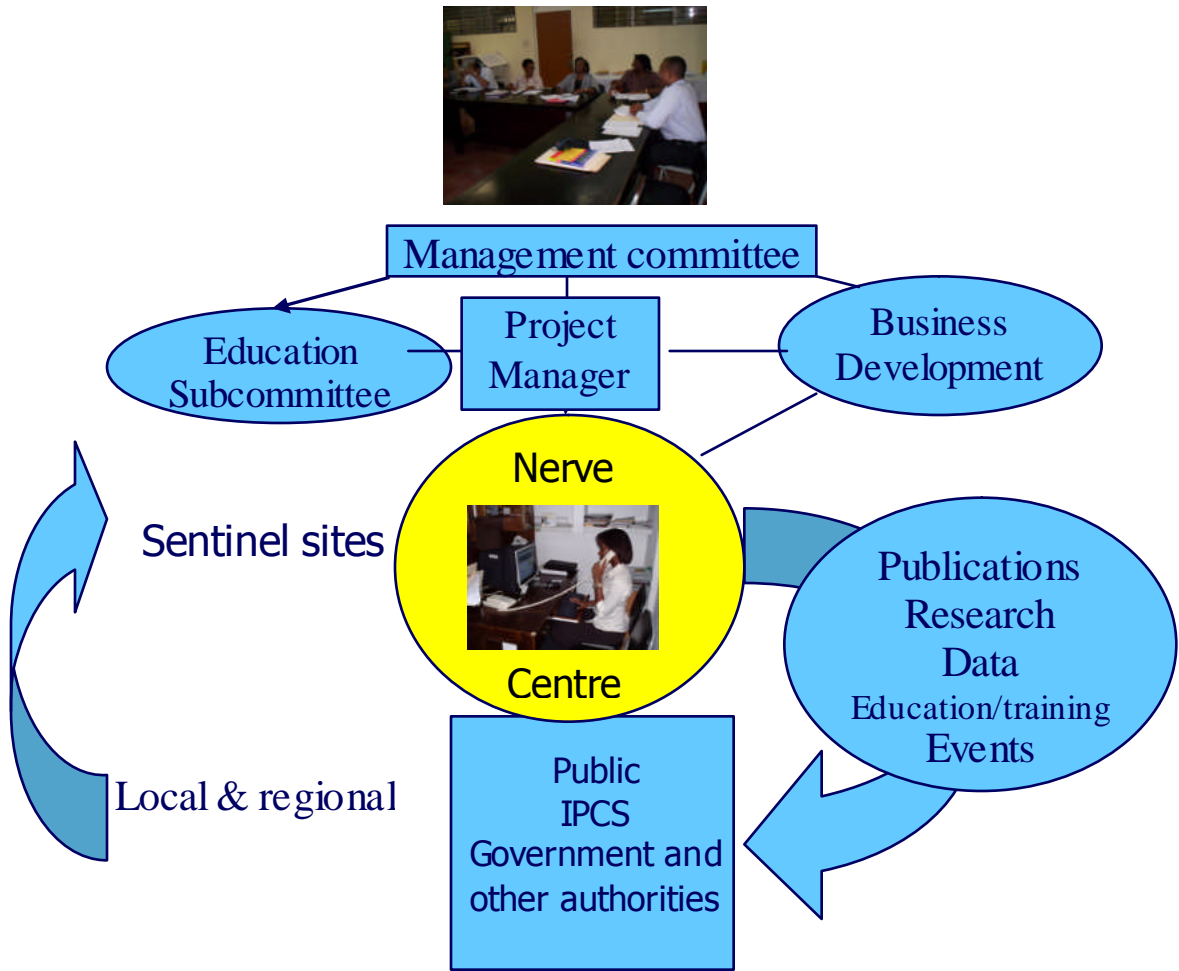 Management committee
Education
Subcommittee
Project
Manager
Business
Development
Nerve
Centre
Sentinel sites
Local & regional
Publications
Research
Data
Education/training
Events
Public
IPCS
Government and
other authorities